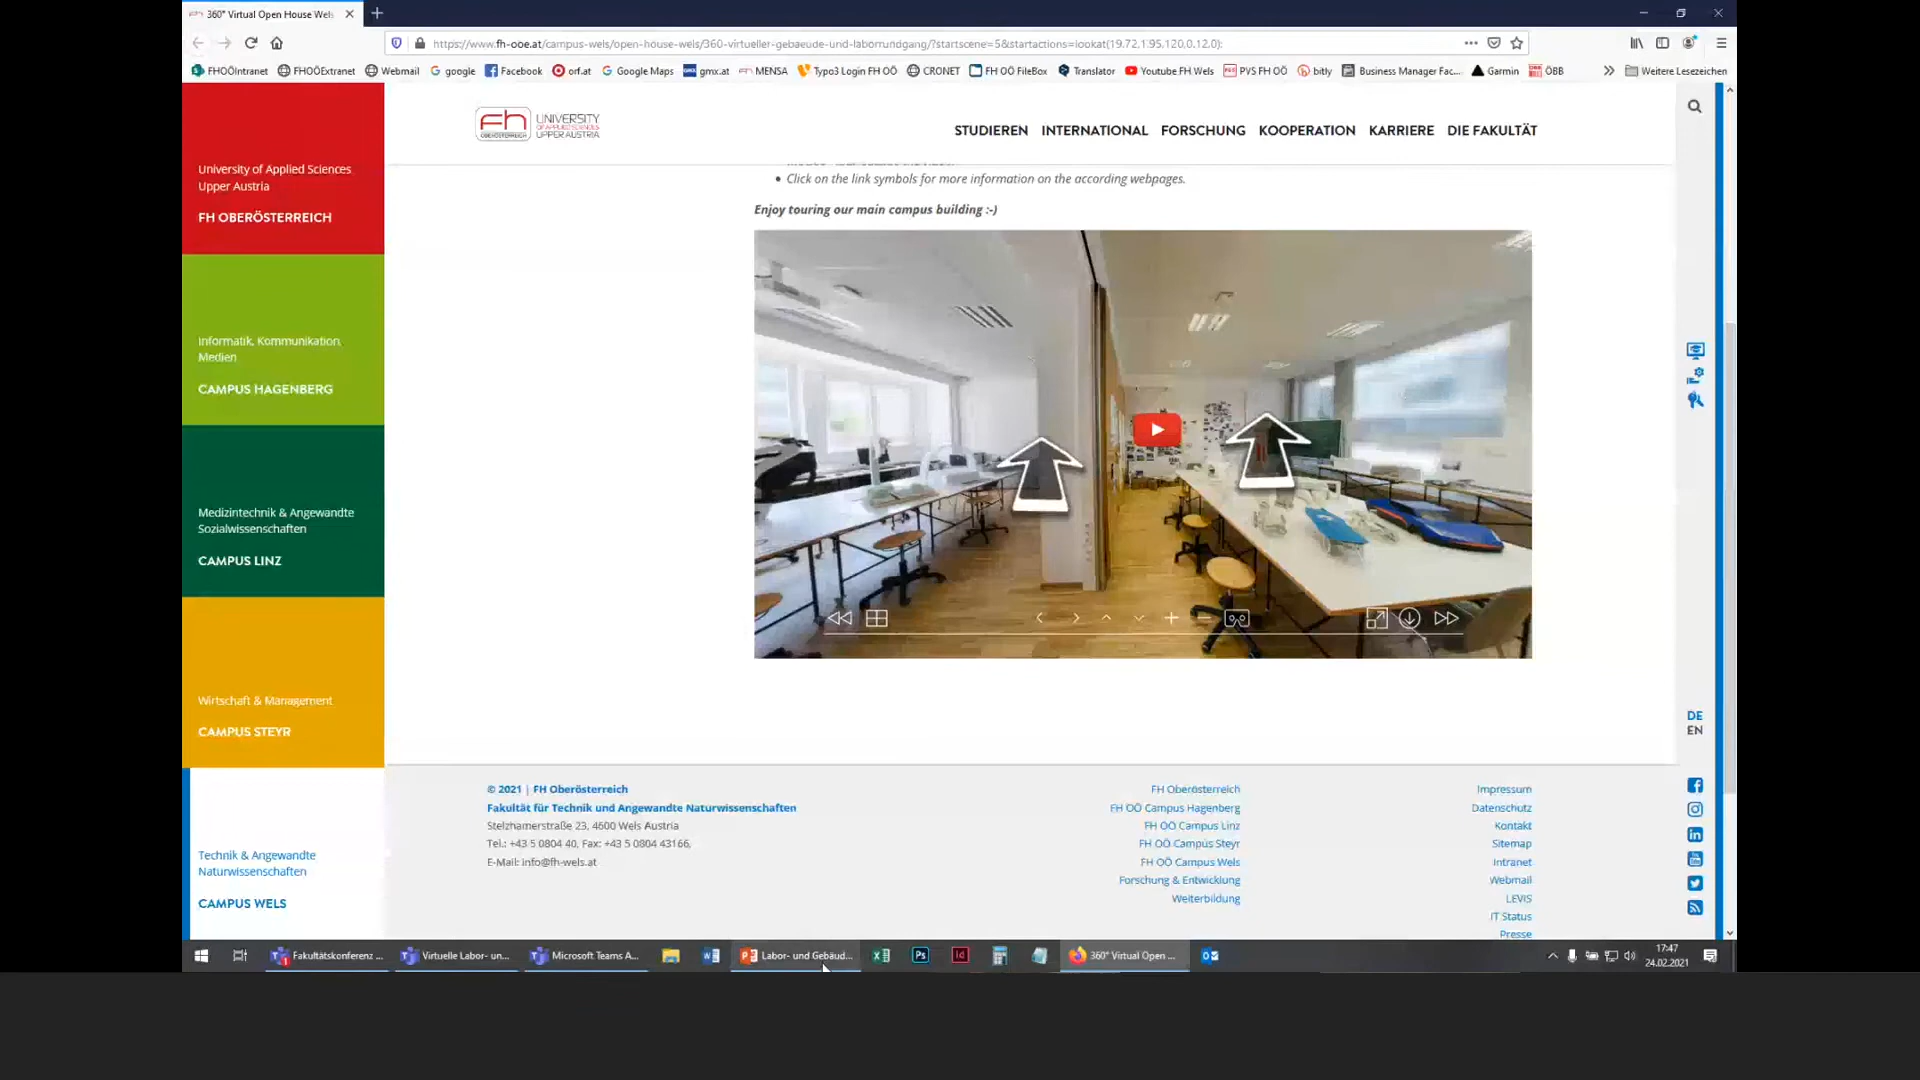 360° Virtual Open House Wels
https://www.fh-ooe.at/campus-wels/open-house-wels/360-virtueller-gebaeude-und-laborrundgang/?startscene=5&startactions=lookat(19.72,1.95,120,0,12.0):
FHOÖIntranet
FHOÖExtranet
Webmail
google
Facebook
orf.at
Google Maps
gmx.at
MENSA
Typo3 Login FH OÖ
CRONET
FH OÖ FileBox
Translator
Youtube FH Wels
PVS FH OÖ
bitly
Business Manager Fac...
Garmin
ÖBB
Weitere Lesezeichen
fh
OBERÖSTERREICH
UNIVERSITY
OF APPLIED SCIENCES
UPPER AUSTRIA
STUDIEREN INTERNATIONAL FORSCHUNG KOOPERATION KARRIERE DIE FAKULTÄT
University of Applied Sciences
Upper Austria
FH OBERÖSTERREICH
Informatik, Kommunikation,
Medien
CAMPUS HAGENBERG
Medizintechnik & Angewandte
Sozialwissenschaften
CAMPUS LINZ
Wirtschaft & Management
CAMPUS STEYR
Technik & Angewandte
Naturwissenschaften
CAMPUS WELS
• Click on the link symbols for more information on the according webpages.
Enjoy touring our main campus building :-)
DE
EN
© 2021 | FH Oberösterreich
Fakultät für Technik und Angewandte Naturwissenschaften
Stelzhamerstraße 23, 4600 Wels Austria
Tel.: +43 5 0804 40, Fax: +43 5 0804 43166,
E-Mail: info@fh-wels.at
FH Oberösterreich
FH OÖ Campus Hagenberg
FH OÖ Campus Linz
FH OÖ Campus Steyr
FH OÖ Campus Wels
Forschung & Entwicklung
Weiterbildung
Impressum
Datenschutz
Kontakt
Sitemap
Intranet
Webmail
LEVIS
IT Status
Presse
Fakultätskonferenz ...
Virtuelle Labor- un...
Microsoft Teams A...
Labor- und Gebäud...
Ps
Id
360° Virtual Open ...
17:47
24.02.2021